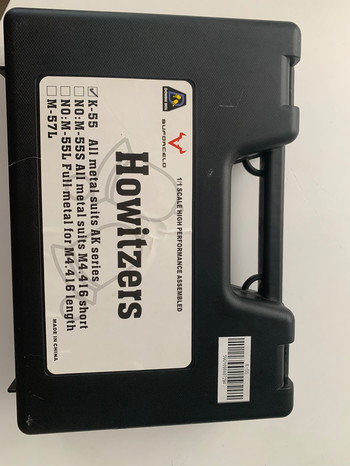 BUFORCELO
1/1 SCALE HIGH PERFORMANCE ASSEMBLED
Howitzers
K-55 All metal suits AK series
NO:M-55S All metal suits M4.416 short
NO:M-55L Full metal for M4.416 length
M-57L
MADE IN CHINA